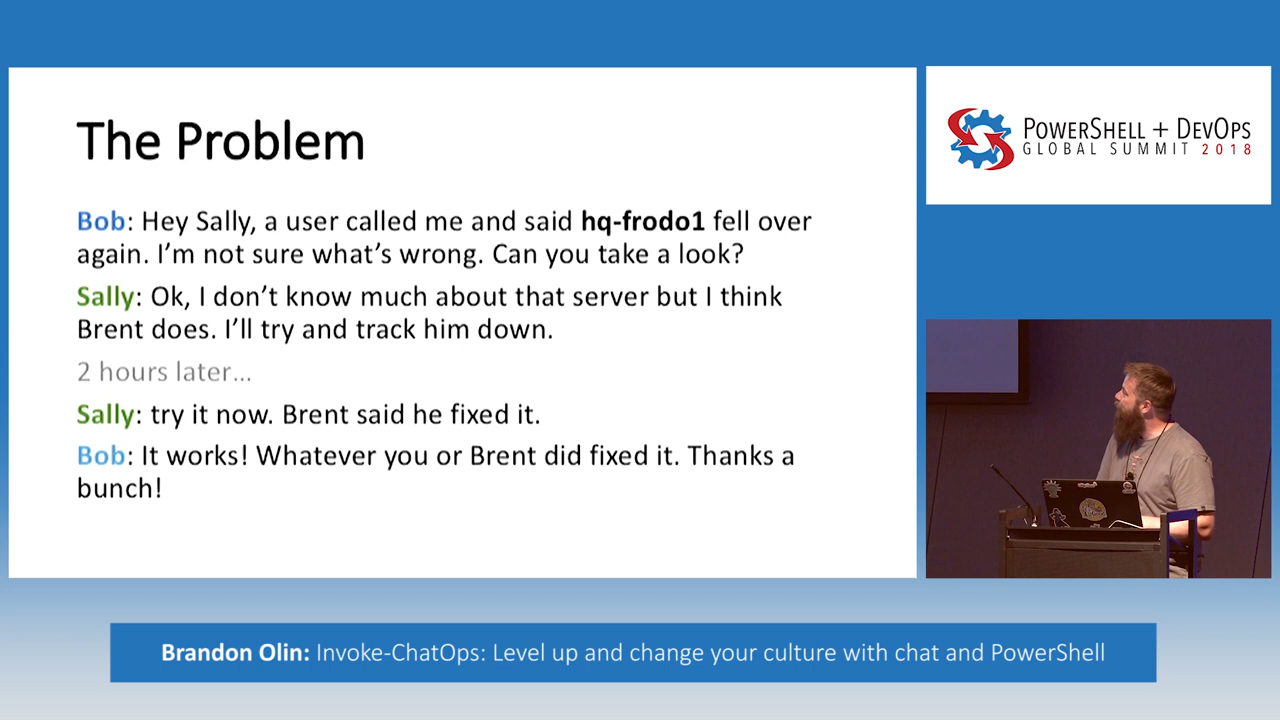 The Problem
Bob: Hey Sally, a user called me and said hq-frodo1 fell over
again. I’m not sure what’s wrong. Can you take a look?
Sally: Ok, I don’t know much about that server but I think
Brent does. I’ll try and track him down.
2 hours later…
Sally: try it now. Brent said he fixed it.
Bob: It works! Whatever you or Brent did fixed it. Thanks a
bunch!
POWERSHELL + DEVOPS
GLOBAL SUMMIT 2018
Brandon Olin: Invoke-ChatOps: Level up and change your culture with chat and PowerShell